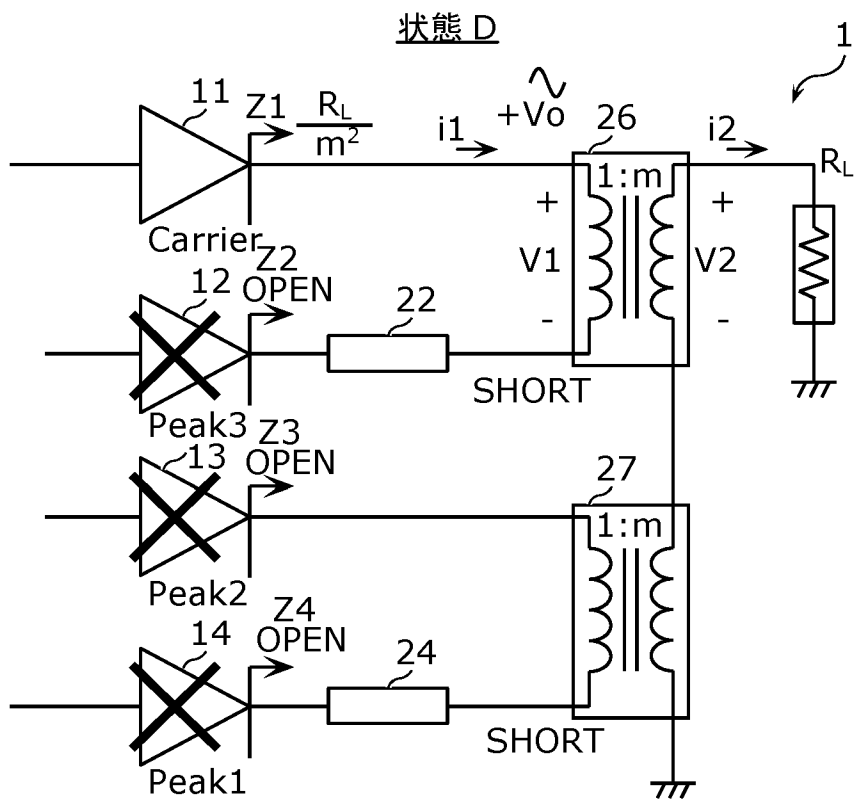 状態 D
1
11
Z1
R_L
m²
i1
+Vo
26
i2
R_L
1:m
+
+
V1
V2
-
-
Carrier
12
Z2
OPEN
22
SHORT
Peak3
13
Z3
OPEN
27
1:m
Peak2
14
Z4
OPEN
24
SHORT
Peak1